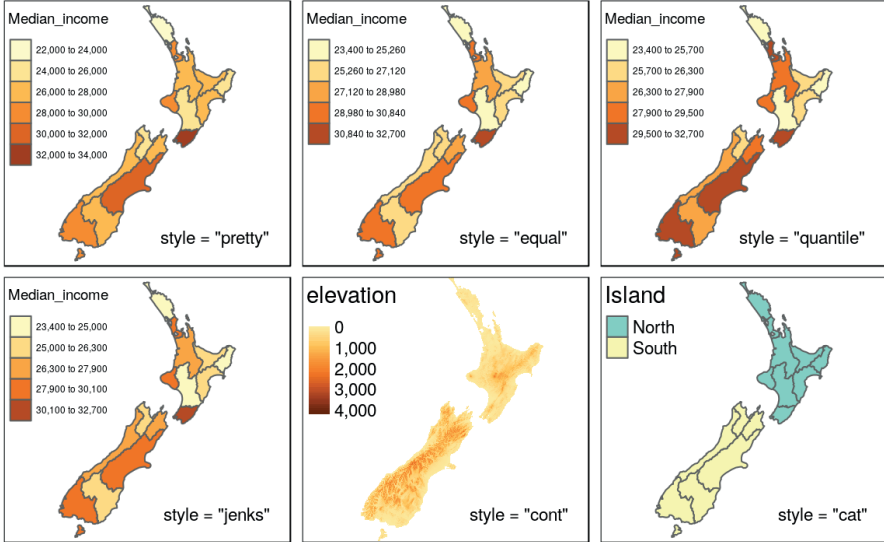 Median_income
22,000 to 24,000
24,000 to 26,000
26,000 to 28,000
28,000 to 30,000
30,000 to 32,000
32,000 to 34,000
style = "pretty"
Median_income
23,400 to 25,260
25,260 to 27,120
27,120 to 28,980
28,980 to 30,840
30,840 to 32,700
style = "equal"
Median_income
23,400 to 25,700
25,700 to 26,300
26,300 to 27,900
27,900 to 29,500
29,500 to 32,700
style = "quantile"
Median_income
23,400 to 25,000
25,000 to 26,300
26,300 to 27,900
27,900 to 30,100
30,100 to 32,700
style = "jenks"
elevation
0
1,000
2,000
3,000
4,000
style = "cont"
Island
North
South
style = "cat"